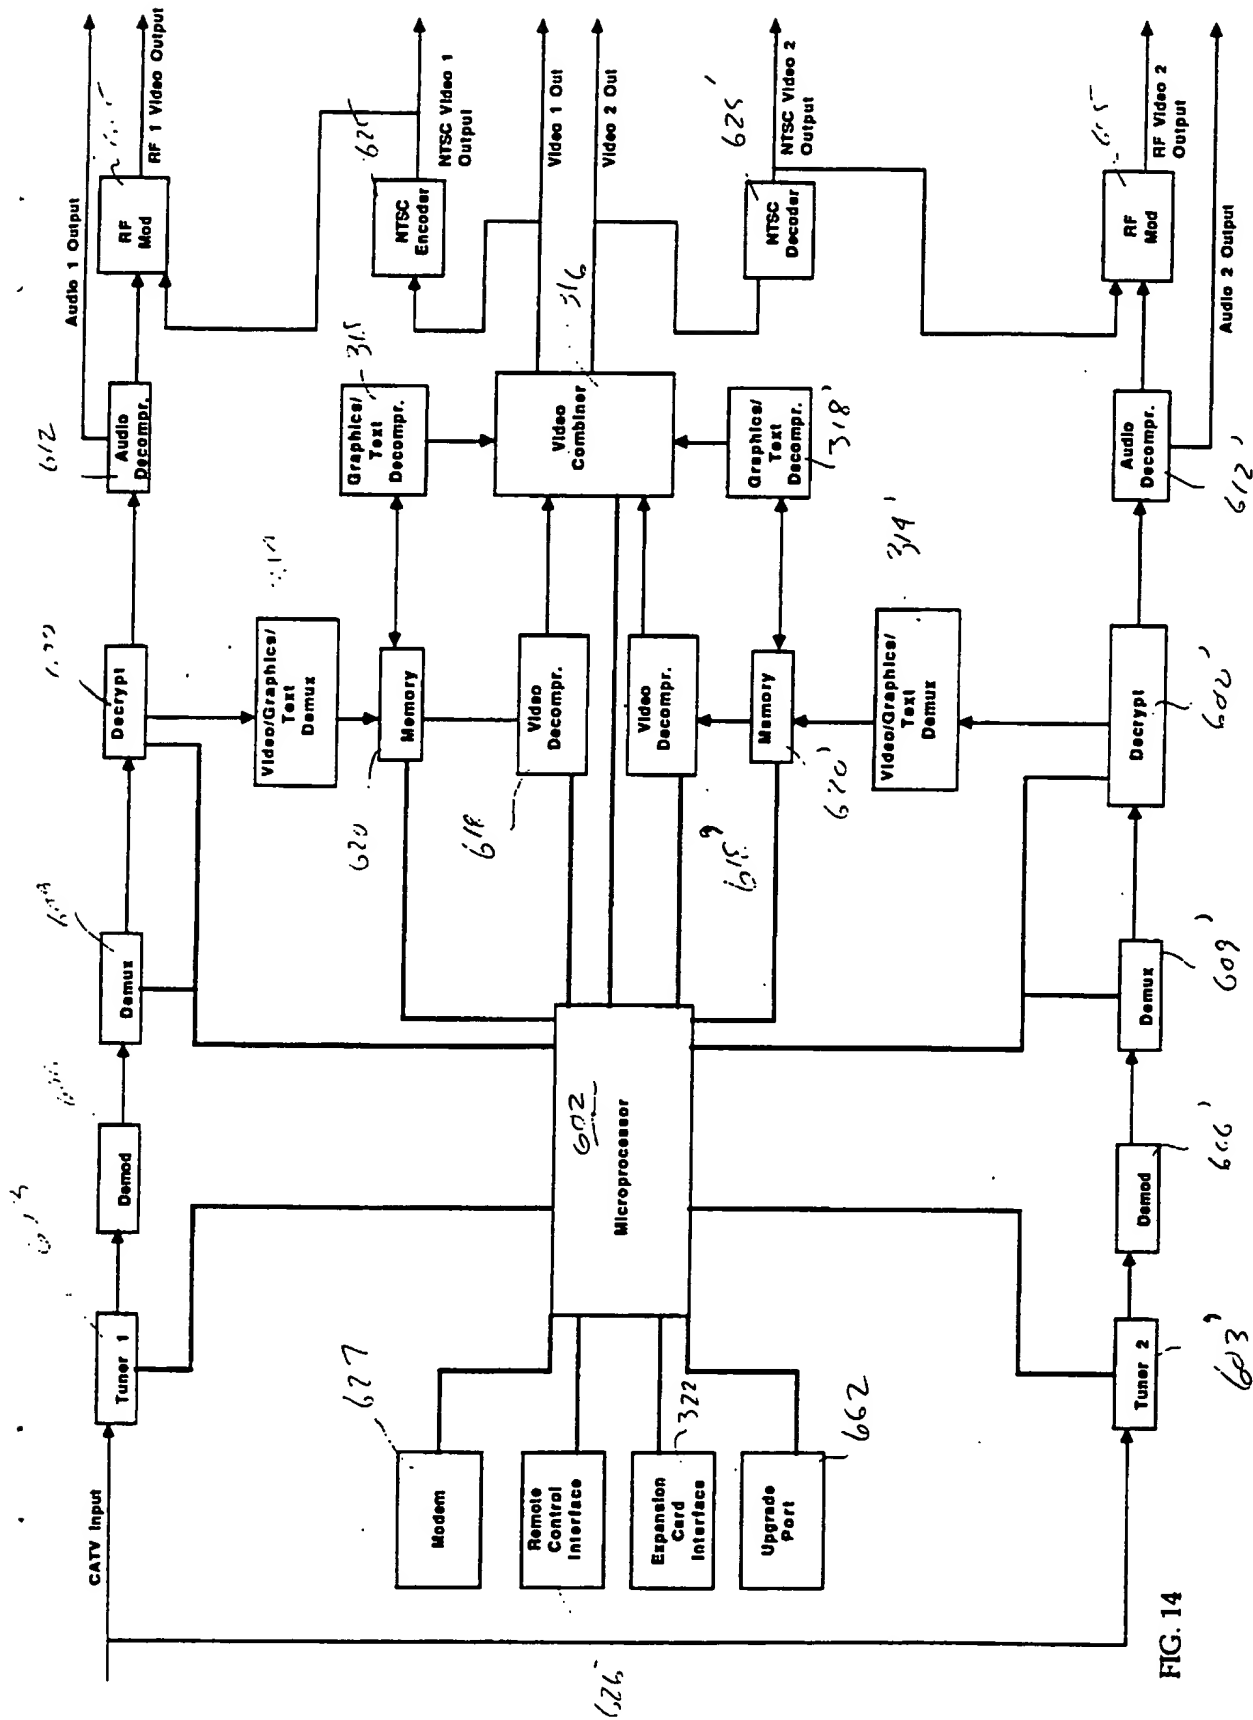 CATV Input
Tuner 1
Demod
Demux
Decrypt
Audio
Decompr.
612
Audio 1 Output
RF
Mod
RF 1 Video Output
Video/Graphics/
Text
Demux
Memory
620
Graphics/
Text
Decompr.
315
NTSC
Encoder
NTSC Video 1
Output
Modem
627
Remote
Control
Interface
Expansion
Card
Interface
322
Upgrade
Port
662
Microprocessor
602
Video
Decompr.
618
Video
Decompr.
Video
Combiner
316
Video 1 Out
Video 2 Out
Memory
620'
Graphics/
Text
Decompr.
318'
NTSC
Decoder
625'
NTSC Video 2
Output
Video/Graphics/
Text
Demux
314'
Tuner 2
603'
Demod
606'
Demux
609'
Decrypt
602'
Audio
Decompr.
612'
RF
Mod
RF Video 2
Output
Audio 2 Output
FIG. 14